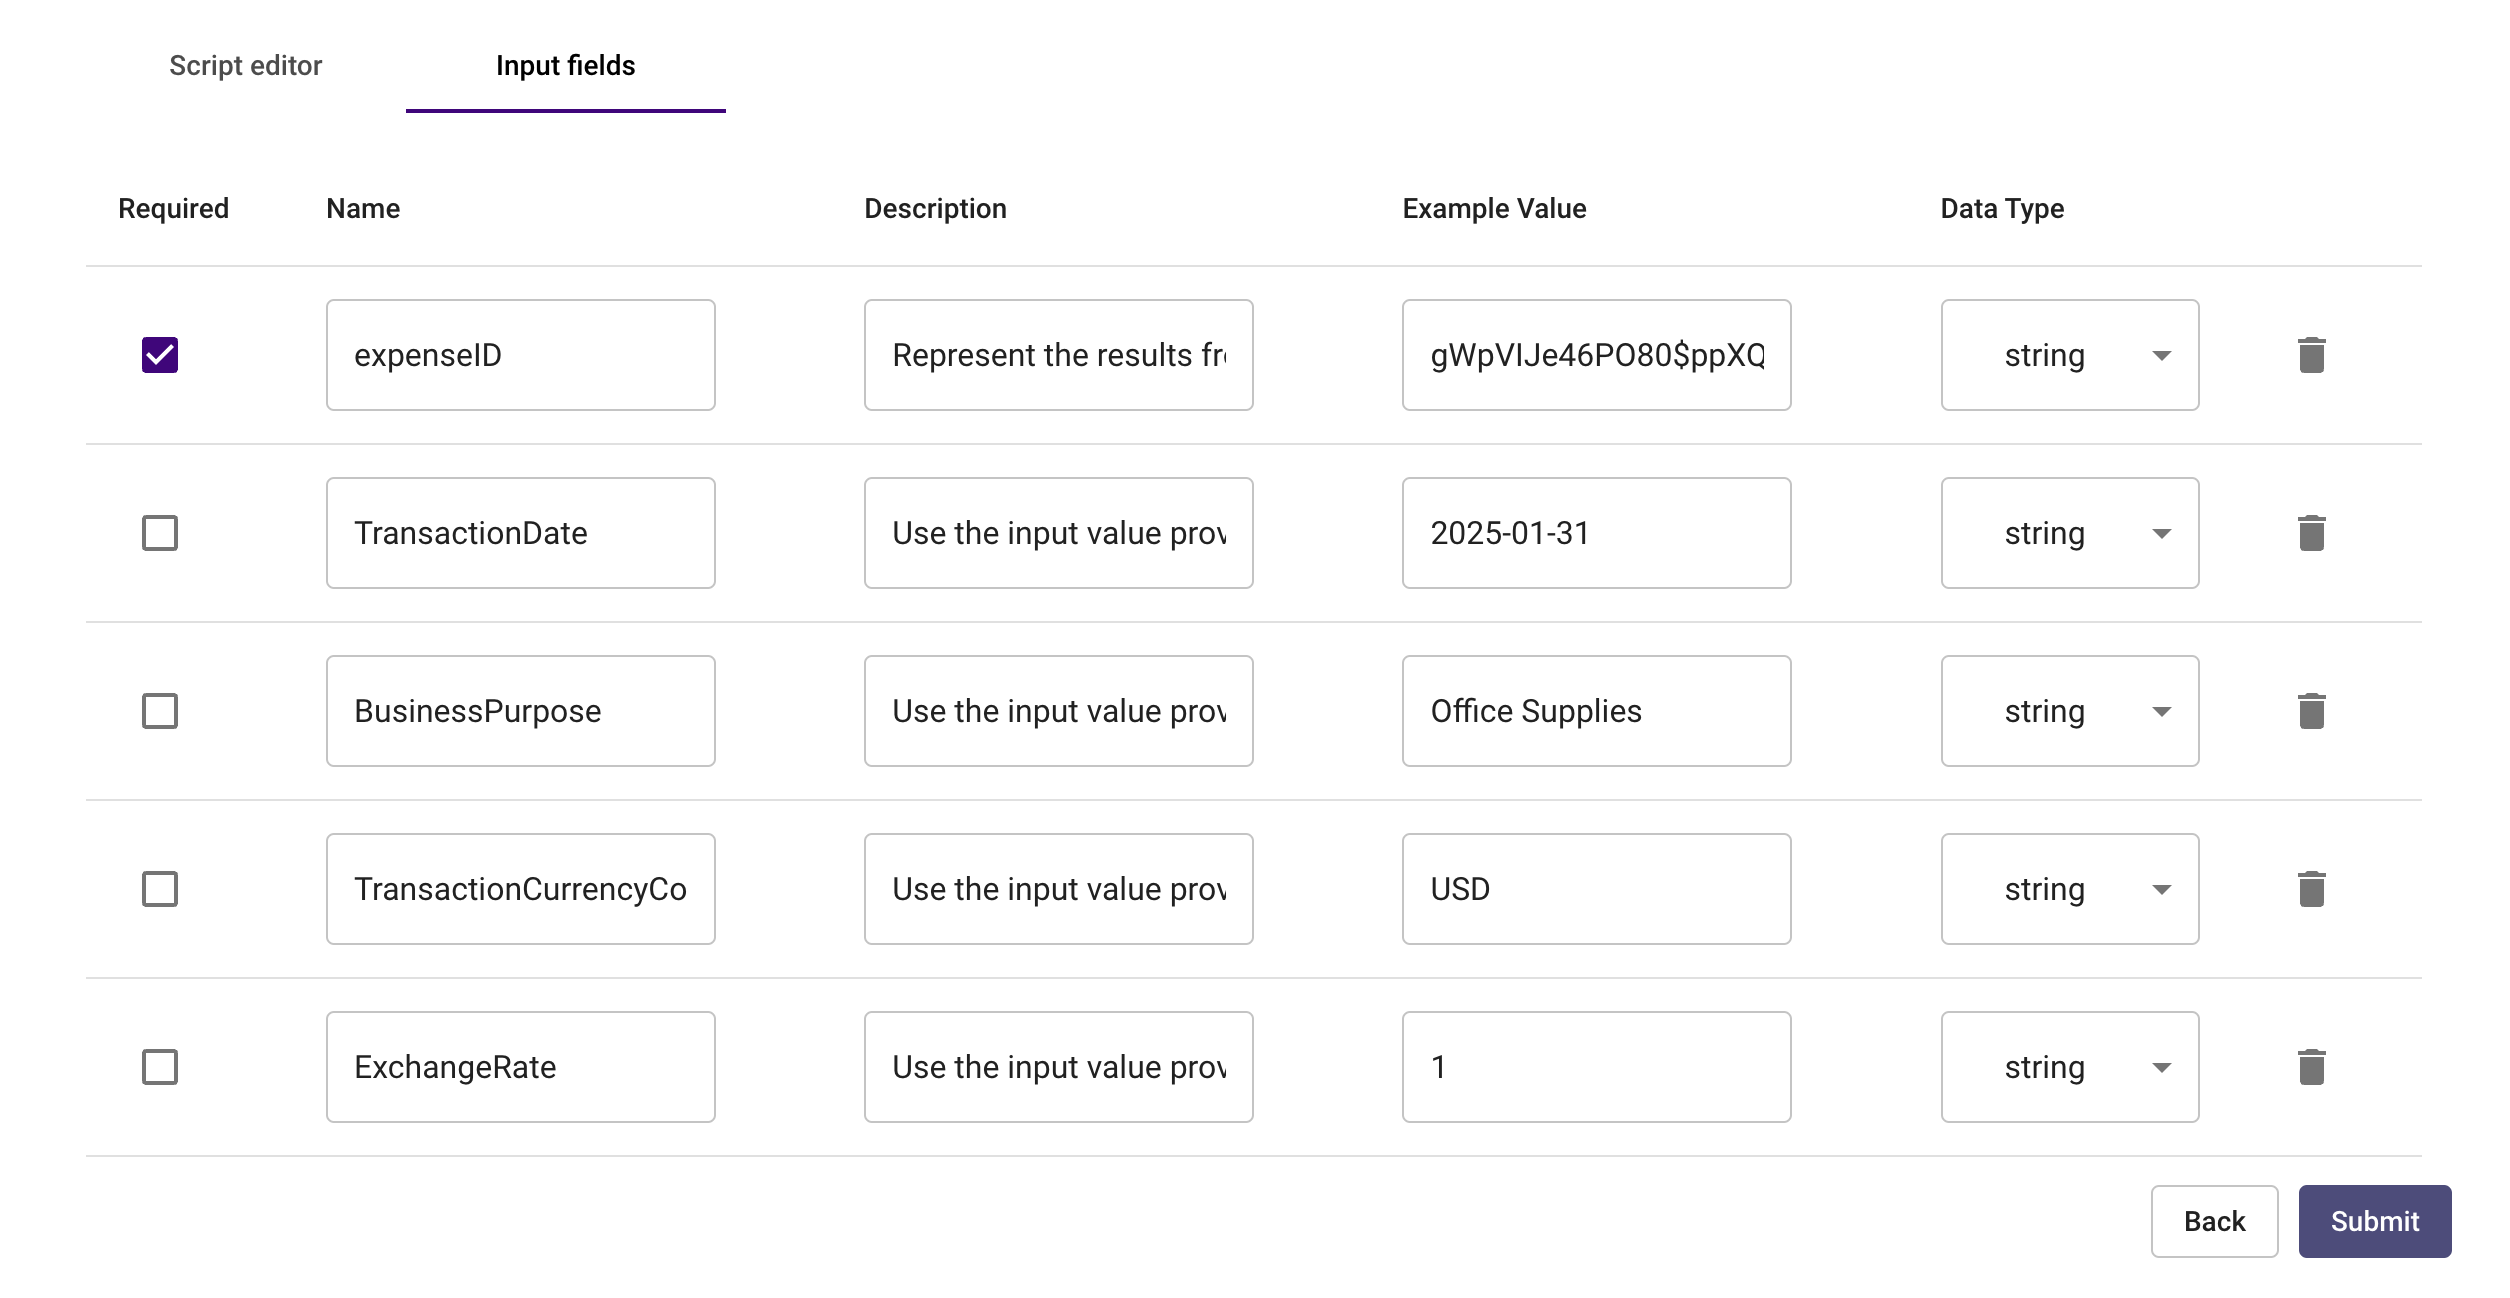 Script editor Input fields
Required Name Description Example Value Data Type
expenseID Represent the results fr gWpVIJe46PO80$ppXQ string
TransactionDate Use the input value prov 2025-01-31 string
BusinessPurpose Use the input value prov Office Supplies string
TransactionCurrencyCo Use the input value prov USD string
ExchangeRate Use the input value prov 1 string
Back Submit